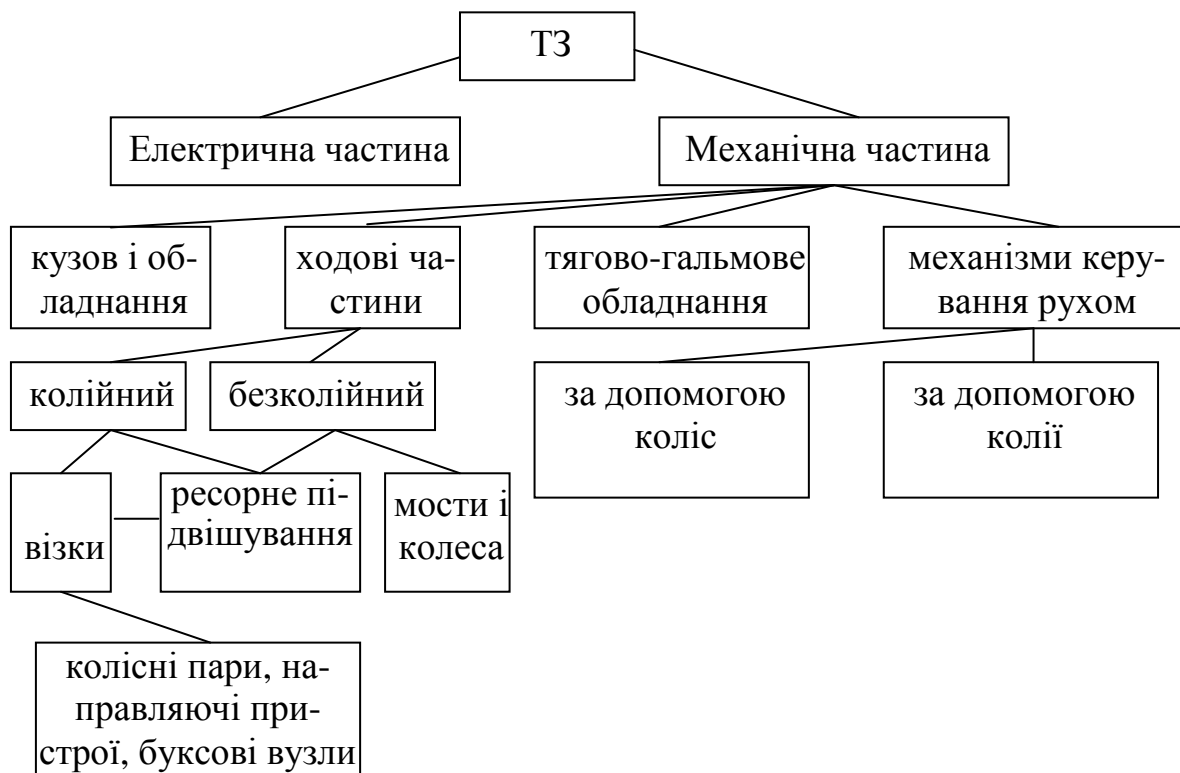 ТЗ
Електрична частина
Механічна частина
кузов і об-
ладнання
ходові ча-
стини
тягово-гальмове
обладнання
механізми керу-
вання рухом
колійний
безколійний
за допомогою
коліс
за допомогою
колії
візки
ресорне пі-
двішування
мости і
колеса
колісні пари, на-
правляючі при-
строї, буксові вузли